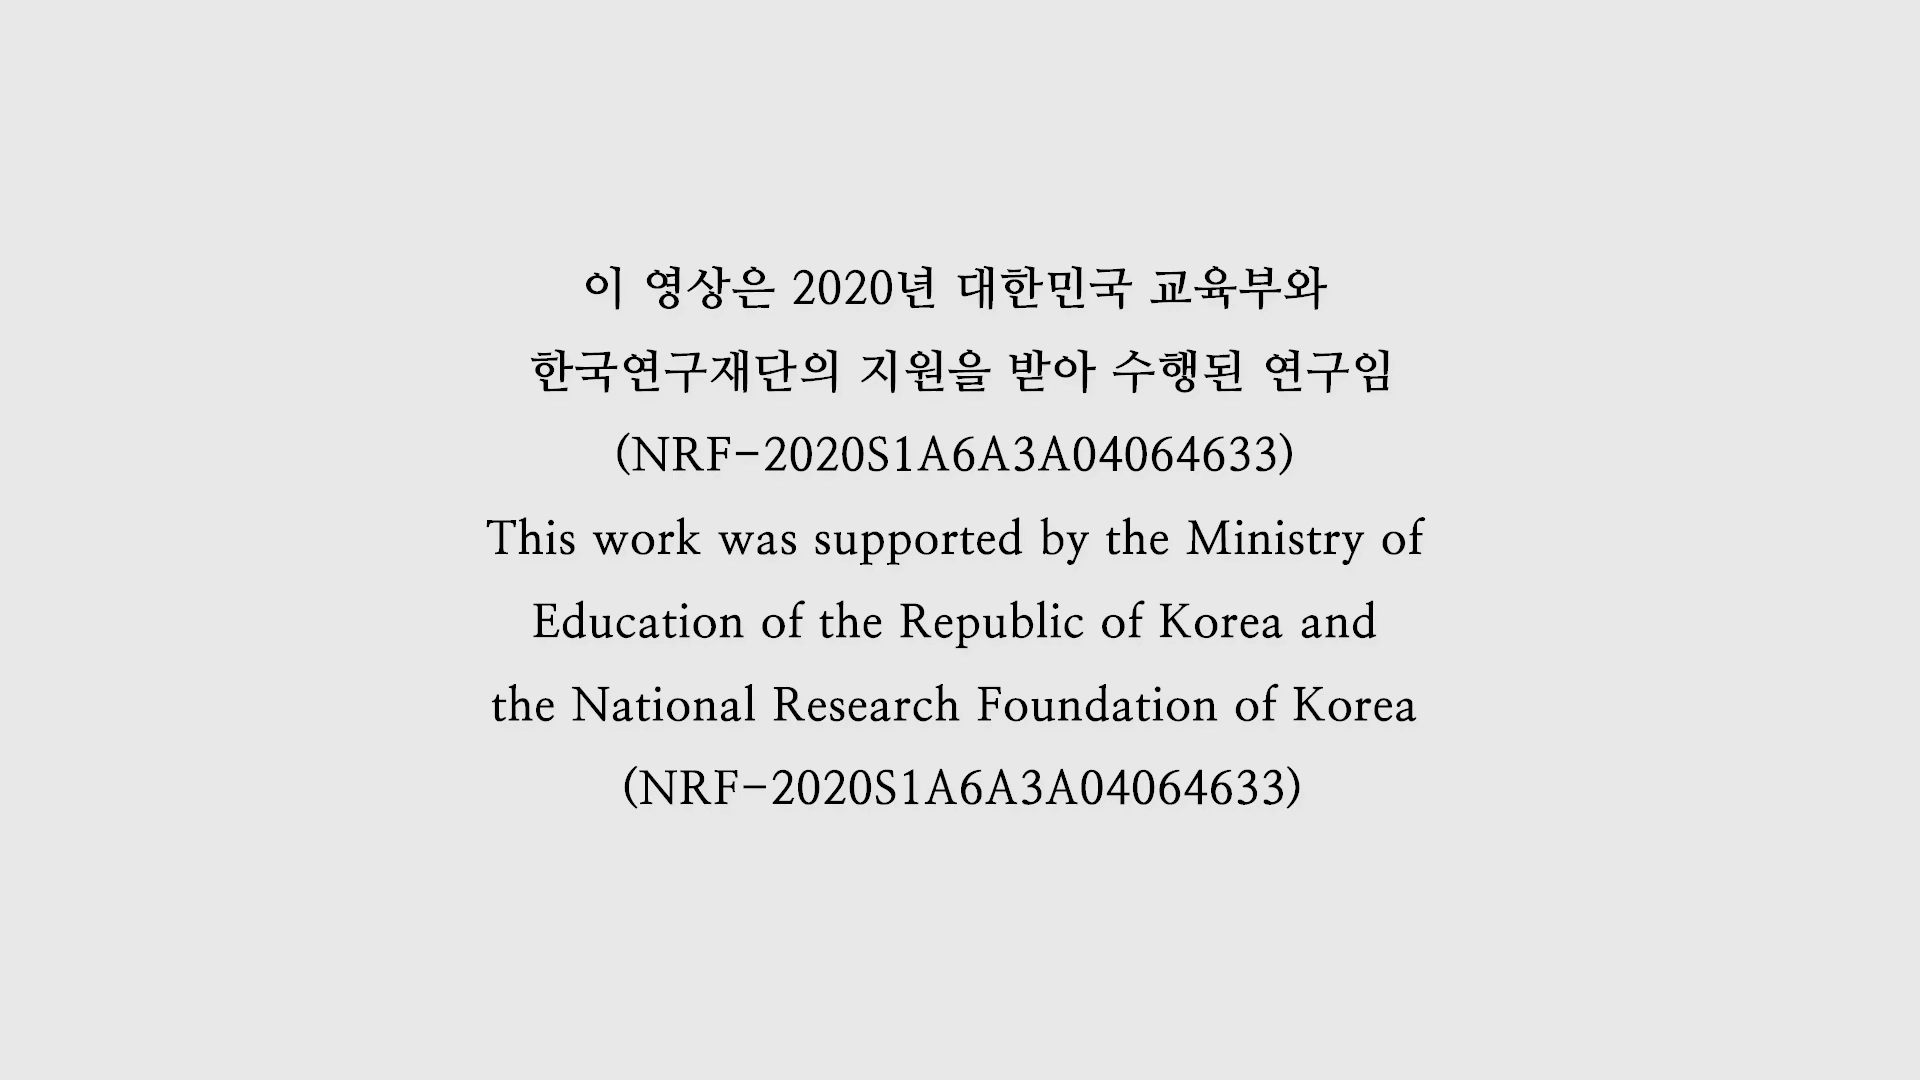 이 영상은 2020년 대한민국 교육부와
한국연구재단의 지원을 받아 수행된 연구임
(NRF-2020S1A6A3A04064633)
This work was supported by the Ministry of
Education of the Republic of Korea and
the National Research Foundation of Korea
(NRF-2020S1A6A3A04064633)